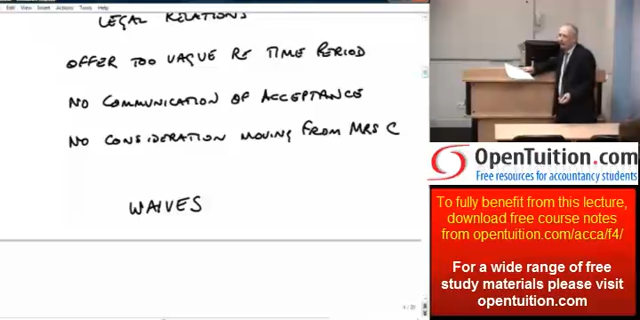 LEGAL RELATIONS
OFFER TOO VAGUE RE TIME PERIOD
NO COMMUNICATION OF ACCEPTANCE
NO CONSIDERATION MOVING FROM MRS C
WAIVES
OpenTuition.com
Free resources for accountancy students
To fully benefit from this lecture,
download free course notes
from opentuition.com/acca/f4/
For a wide range of free
study materials please visit
opentuition.com